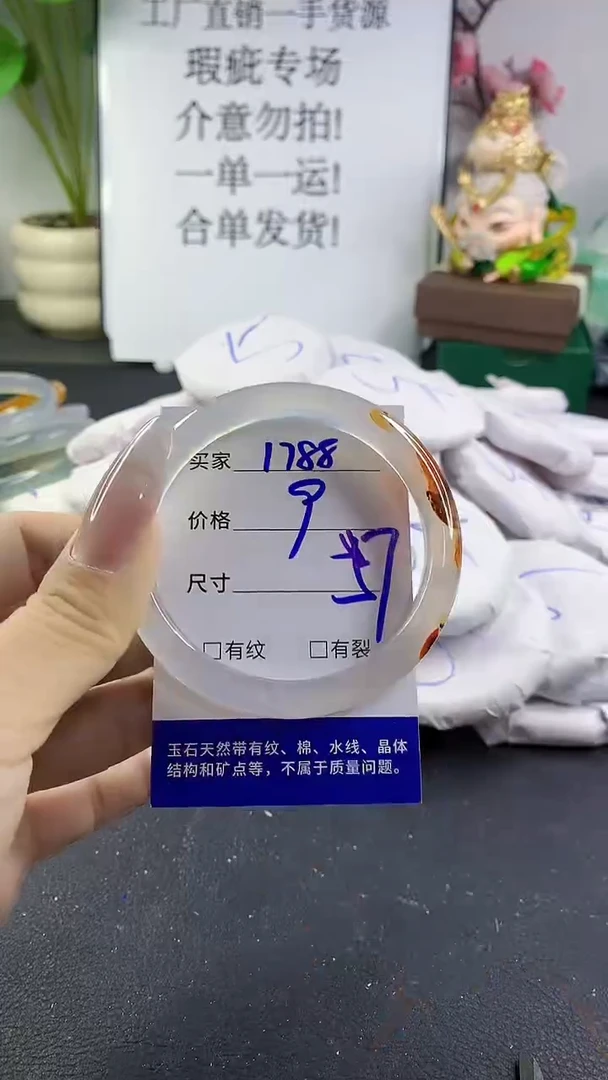 工厂直销一手货源
瑕疵专场
介意勿拍!
一单一运!
合单发货!
买家 1788
价格 9
尺寸 57
□有纹 □有裂
玉石天然带有纹、棉、水线、晶体
结构和矿点等，不属于质量问题。